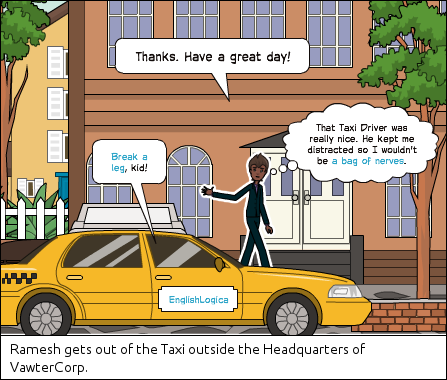 Thanks. Have a great day!
That Taxi Driver was
really nice. He kept me
distracted so I wouldn't
be a bag of nerves.
Break a
leg, kid!
EnglishLogica
Ramesh gets out of the Taxi outside the Headquarters of
VawterCorp.